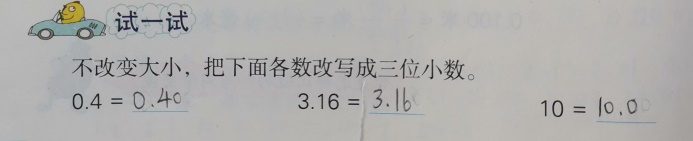 试一试
不改变大小，把下面各数改写成三位小数。
0.4 = 0.40 3.16 = 3.16 10 = 10.00